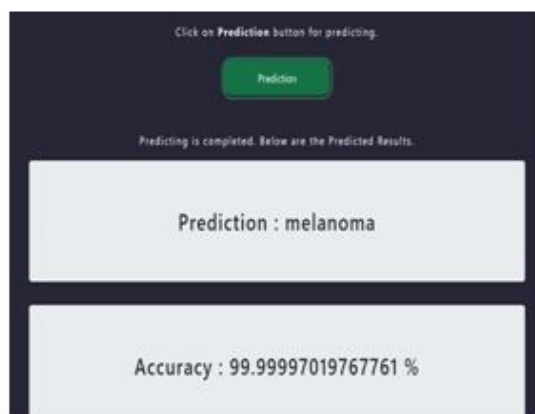 Click on Prediction button for predicting.
Prediction
Predicting is completed. Below are the Predicted Results.
Prediction : melanoma
Accuracy : 99.99997019767761 %